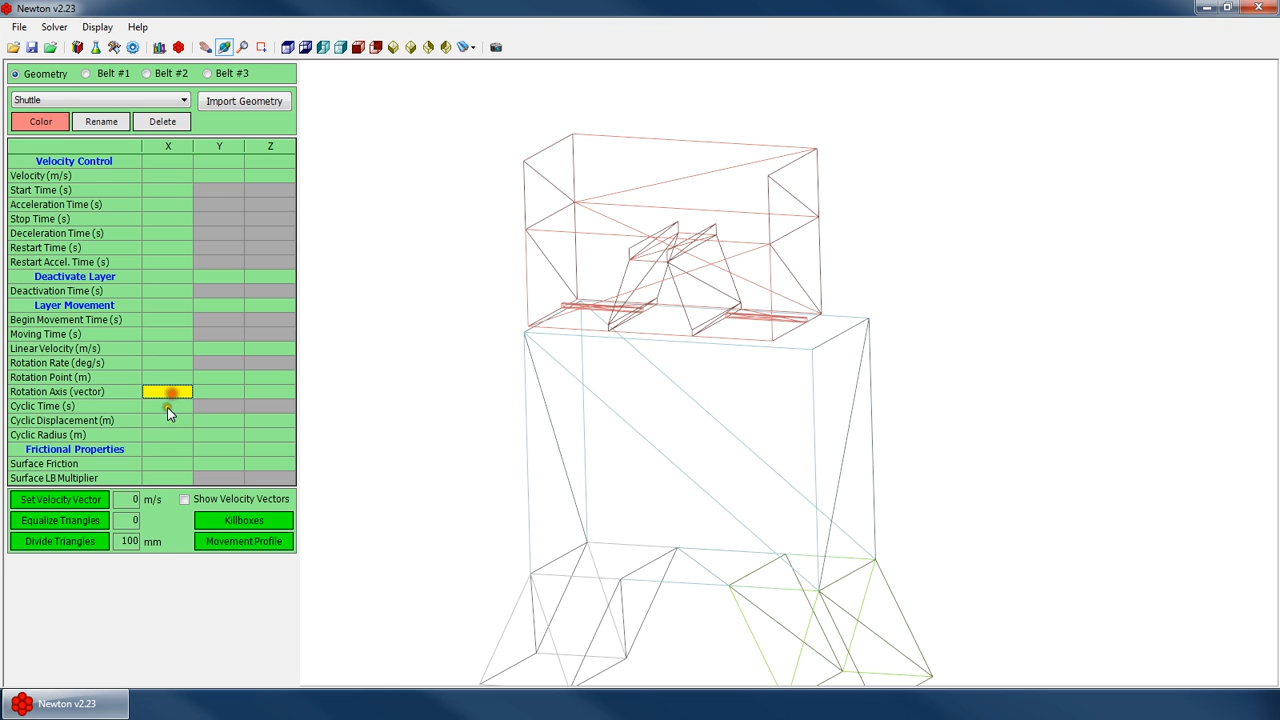 Newton v2.23
File Solver Display Help
Geometry Belt #1 Belt #2 Belt #3
Shuttle Import Geometry
Color Rename Delete
X Y Z
Velocity Control
Velocity (m/s)
Start Time (s)
Acceleration Time (s)
Stop Time (s)
Deceleration Time (s)
Restart Time (s)
Restart Accel. Time (s)
Deactivate Layer
Deactivation Time (s)
Layer Movement
Begin Movement Time (s)
Moving Time (s)
Linear Velocity (m/s)
Rotation Rate (deg/s)
Rotation Point (m)
Rotation Axis (vector)
Cyclic Time (s)
Cyclic Displacement (m)
Cyclic Radius (m)
Frictional Properties
Surface Friction
Surface LB Multiplier
Set Velocity Vector 0 m/s Show Velocity Vectors
Equalize Triangles 0 Killboxes
Divide Triangles 100 mm Movement Profile
Newton v2.23